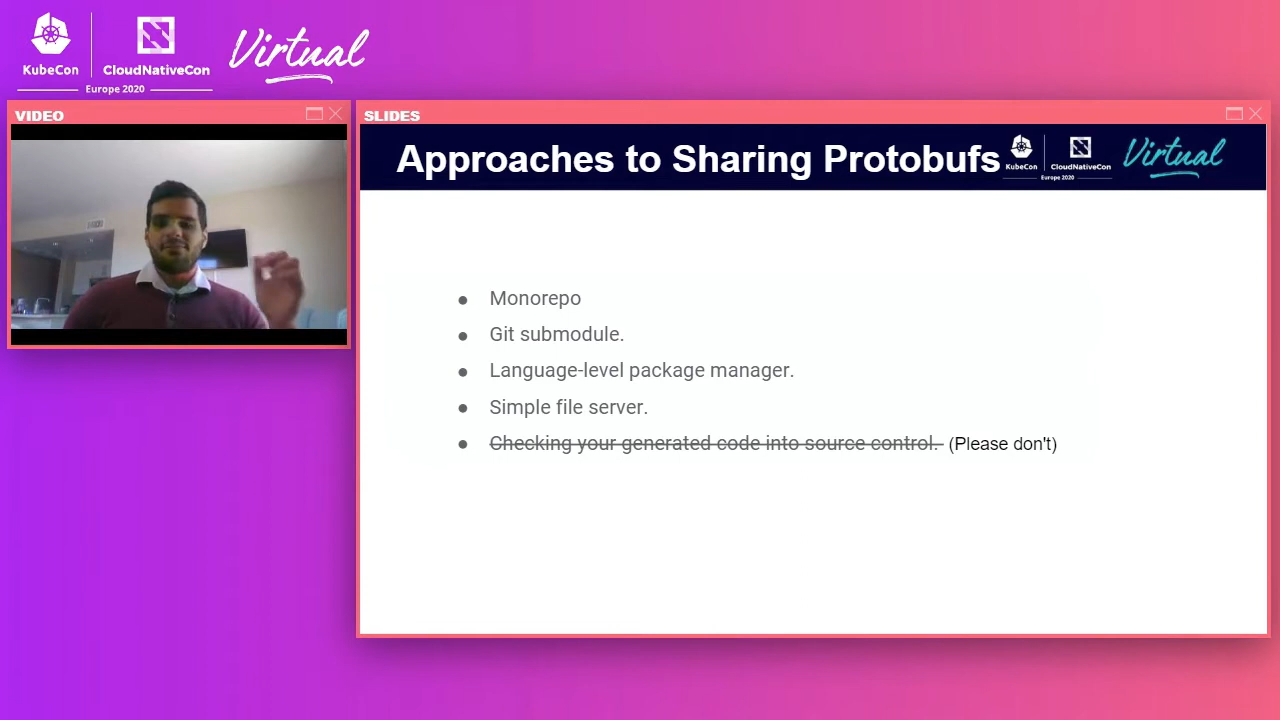 KubeCon
CloudNativeCon
Virtual
Europe 2020
VIDEO
SLIDES
Approaches to Sharing Protobufs
KubeCon
CloudNativeCon
Virtual
Europe 2020
● Monorepo
● Git submodule.
● Language-level package manager.
● Simple file server.
● Checking your generated code into source control. (Please don't)